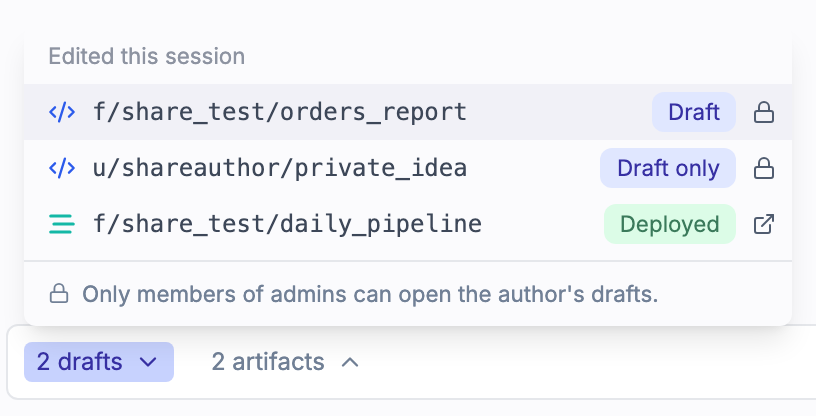 Edited this session
f/share_test/orders_report Draft
u/shareauthor/private_idea Draft only
f/share_test/daily_pipeline Deployed
Only members of admins can open the author's drafts.
2 drafts 2 artifacts